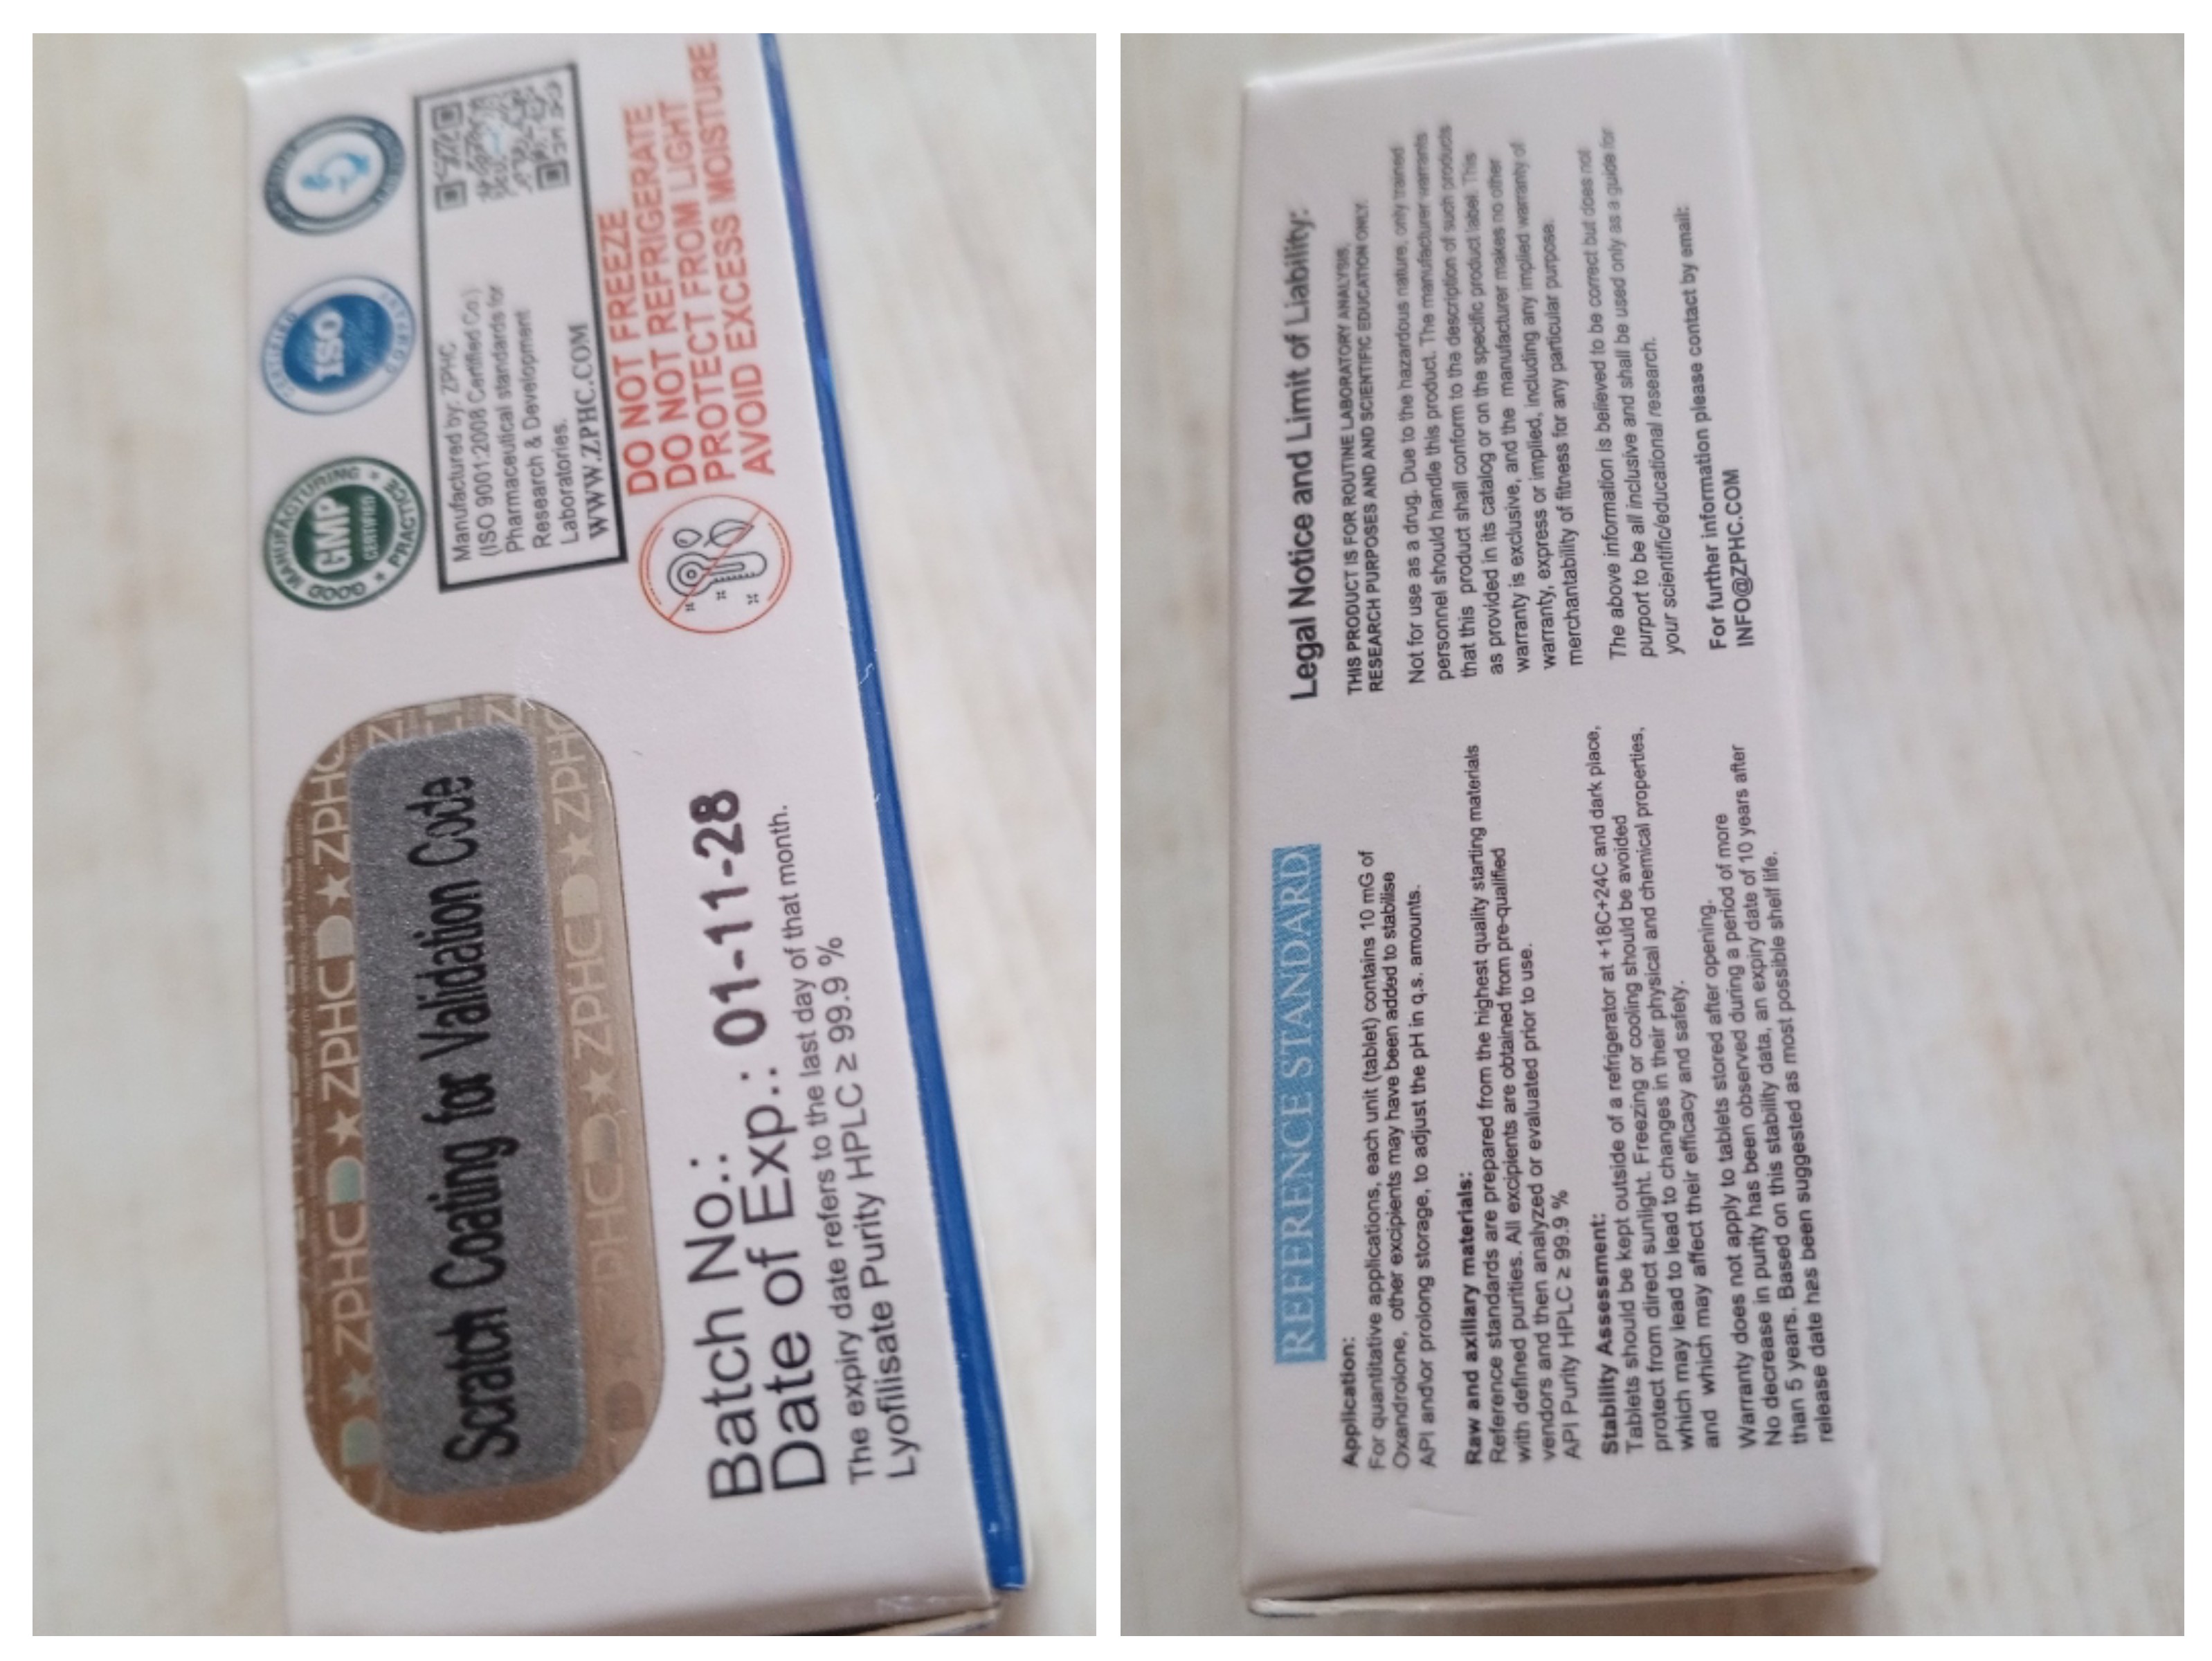 GOOD MANUFACTURING PRACTICE
GMP
CERTIFIED
CERTIFIED
ISO
Manufactured by: ZPHC
(ISO 9001:2008 Certified Co.)
Pharmaceutical standards for
Research & Development
Laboratories.
WWW.ZPHC.COM
DO NOT FREEZE
DO NOT REFRIGERATE
PROTECT FROM LIGHT
AVOID EXCESS MOISTURE
ZPHC ZPHC ZPHC
Scratch Coating for Validation Code
ZPHC ZPHC ZPHC
Batch No.:
Date of Exp.: 01-11-28
The expiry date refers to the last day of that month.
Lyofilisate Purity HPLC ≥ 99.9 %
REFERENCE STANDARD
Application:
For quantitative applications, each unit (tablet) contains 10 mG of
Oxandrolone, other excipients may have been added to stabilise
API and\or prolong storage, to adjust the pH in q.s. amounts.
Raw and axillary materials:
Reference standards are prepared from the highest quality starting materials
with defined purities. All excipients are obtained from pre-qualified
vendors and then analyzed or evaluated prior to use.
API Purity HPLC ≥ 99.9 %
Stability Assessment:
Tablets should be kept outside of a refrigerator at +18C+24C and dark place,
protect from direct sunlight. Freezing or cooling should be avoided
which may lead to lead to changes in their physical and chemical properties,
and which may affect their efficacy and safety.
Warranty does not apply to tablets stored after opening.
No decrease in purity has been observed during a period of more
than 5 years. Based on this stability data, an expiry date of 10 years after
release date has been suggested as most possible shelf life.
Legal Notice and Limit of Liability:
THIS PRODUCT IS FOR ROUTINE LABORATORY ANALYSIS,
RESEARCH PURPOSES AND AND SCIENTIFIC EDUCATION ONLY.
Not for use as a drug. Due to the hazardous nature, only trained
personnel should handle this product. The manufacturer warrants
that this product shall conform to the description of such products
as provided in its catalog or on the specific product label. This
warranty is exclusive, and the manufacturer makes no other
warranty, express or implied, including any implied warranty of
merchantability of fitness for any particular purpose.
The above information is believed to be correct but does not
purport to be all inclusive and shall be used only as a guide for
your scientific/educational research.
For further information please contact by email:
INFO@ZPHC.COM